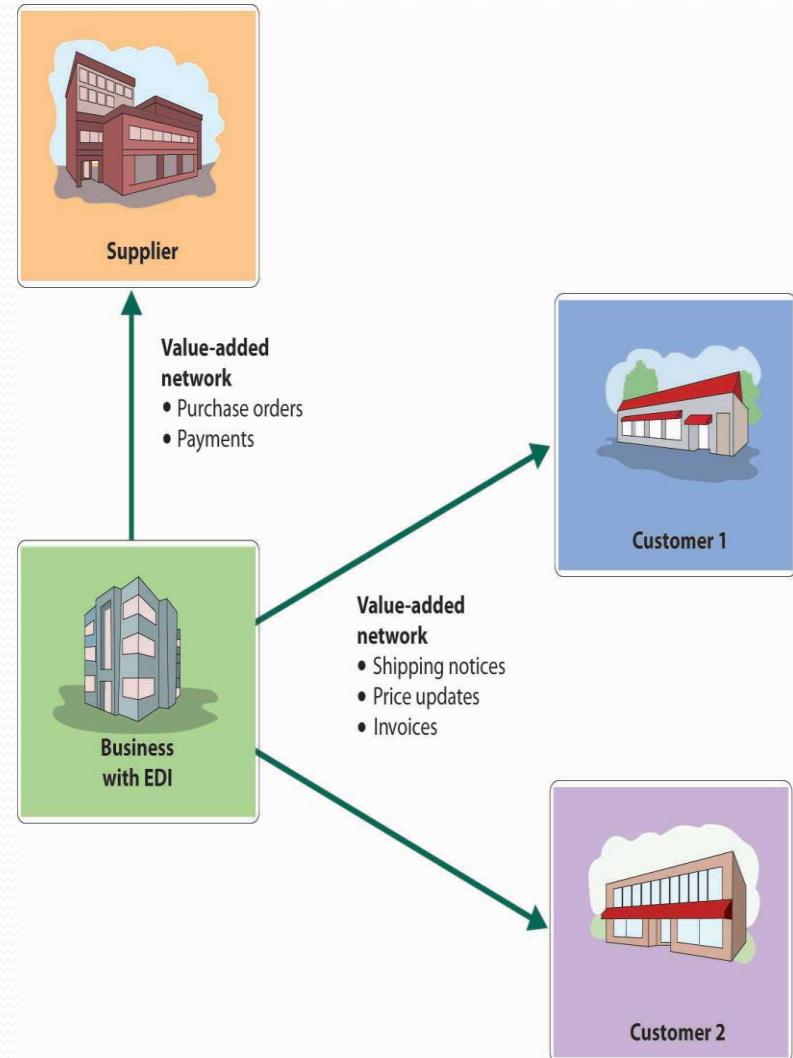 Supplier
Value-added
network
• Purchase orders
• Payments
Customer 1
Value-added
network
• Shipping notices
• Price updates
• Invoices
Business
with EDI
Customer 2